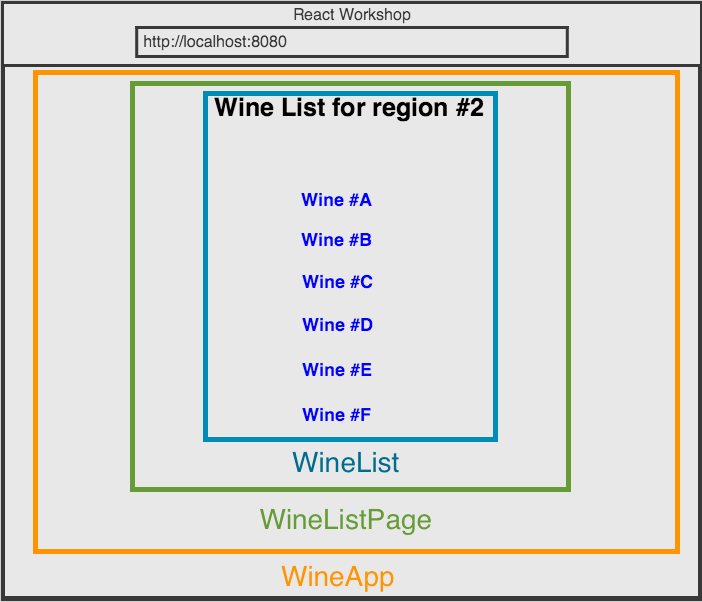 React Workshop
http://localhost:8080
Wine List for region #2
Wine #A
Wine #B
Wine #C
Wine #D
Wine #E
Wine #F
WineList
WineListPage
WineApp